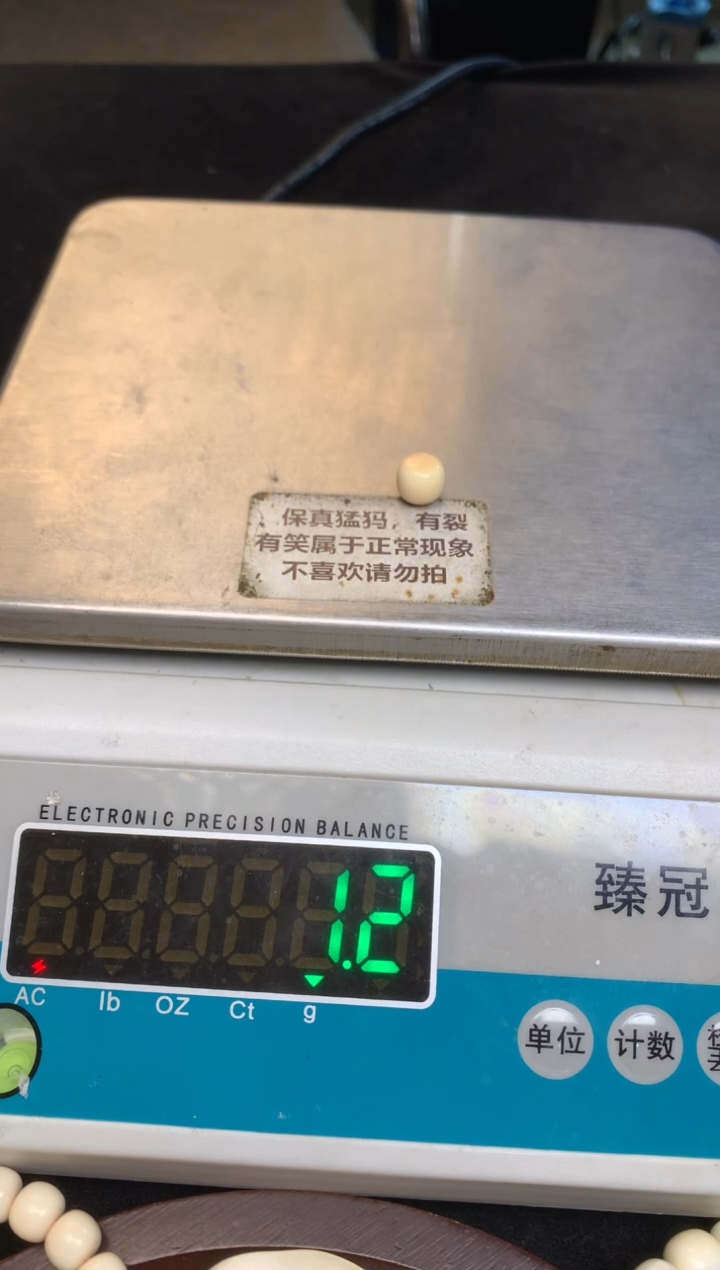 保真猛犸，有裂
有笑属于正常现象
不喜欢请勿拍
ELECTRONIC PRECISION BALANCE
1.2
AC lb OZ Ct g
臻冠
单位 计数